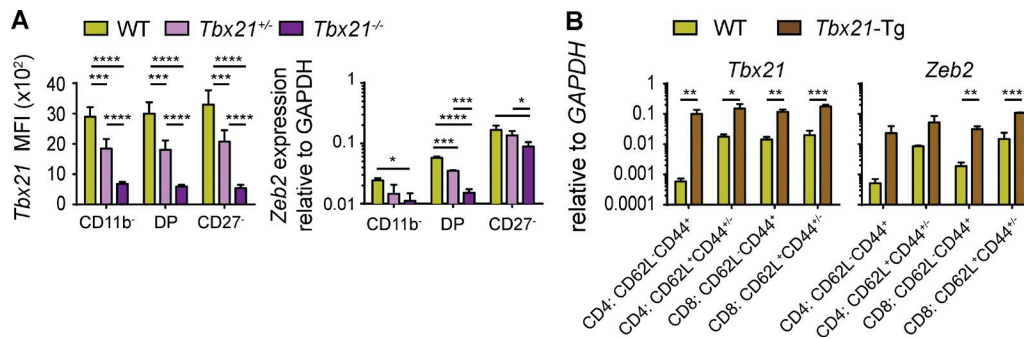 A
WT Tbx21+/- Tbx21-/-
Tbx21 MFI (x10²)
40
30
20
10
0
**** **** ****
*** *** ***
**** **** ****
CD11b- DP CD27-
Zeb2 expression
relative to GAPDH
1
0.1
0.01
*
***
****
***
*
CD11b- DP CD27-
B
WT Tbx21-Tg
relative to GAPDH
Tbx21
1
0.1
0.01
0.001
0.0001
** * ** ***
CD4: CD62L-CD44+
CD4: CD62L+CD44+/-
CD8: CD62L-CD44+
CD8: CD62L+CD44+/-
Zeb2
** ***
CD4: CD62L-CD44+
CD4: CD62L+CD44+/-
CD8: CD62L-CD44+
CD8: CD62L+CD44+/-